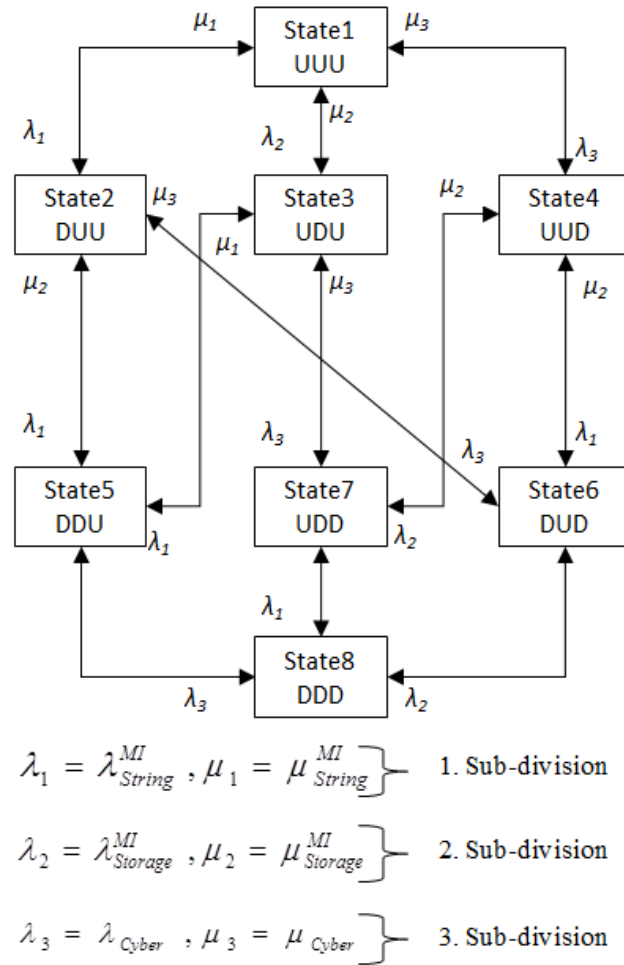 μ1 State1 μ3
UUU
μ2
λ1 λ2 λ3
State2 μ3 State3 μ2 State4
DUU UDU UUD
μ1
μ2 μ3 μ2
λ1 λ3 λ3 λ1
State5 State7 State6
DDU UDD DUD
λ1 λ2
λ1
State8
λ3 DDD λ2
λ1 = λ^MI_String , μ1 = μ^MI_String } 1. Sub-division
λ2 = λ^MI_Storage , μ2 = μ^MI_Storage } 2. Sub-division
λ3 = λ_Cyber , μ3 = μ_Cyber } 3. Sub-division